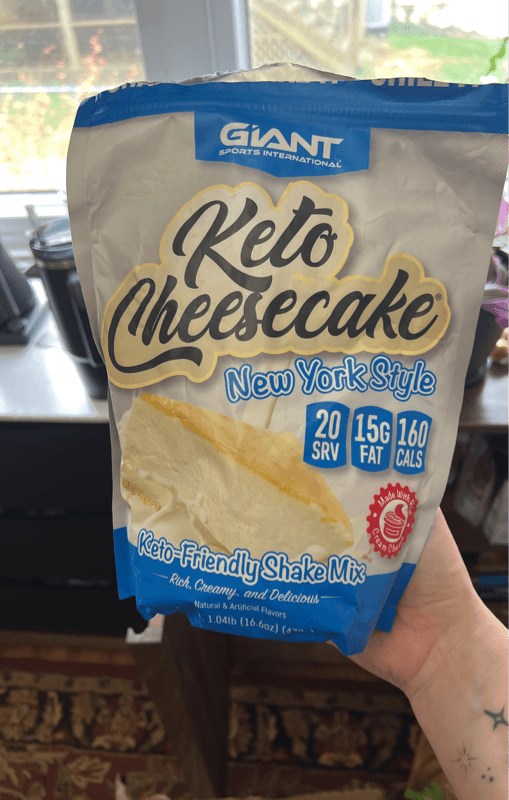 GIANT
SPORTS INTERNATIONAL
Keto
Cheesecake®
New York Style
20 SRV
15G FAT
160 CALS
Made With
Cream
Keto-Friendly Shake Mix
Rich, Creamy, and Delicious
Natural & Artificial Flavors
1.04lb (16.6oz)